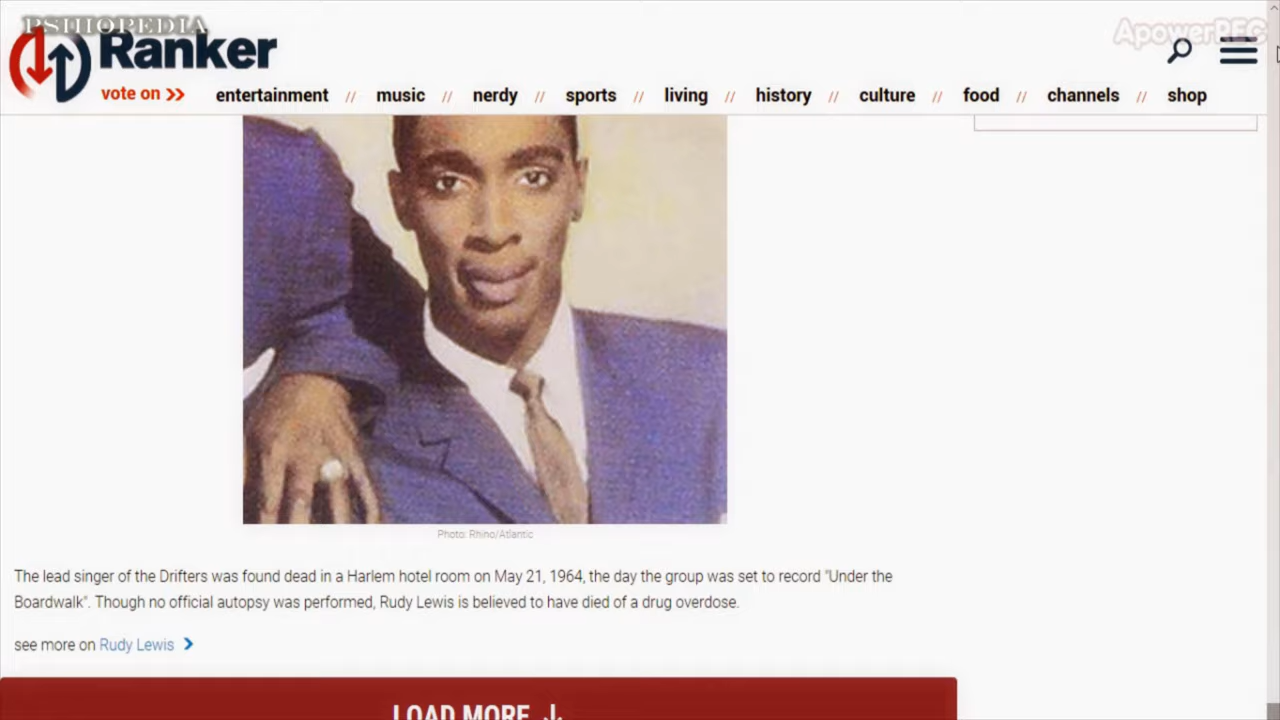 PSIHOPEDIA
ApowerREC
Ranker
vote on >>
entertainment // music // nerdy // sports // living // history // culture // food // channels // shop
Photo: Rhino/Atlantic
The lead singer of the Drifters was found dead in a Harlem hotel room on May 21, 1964, the day the group was set to record "Under the
Boardwalk". Though no official autopsy was performed, Rudy Lewis is believed to have died of a drug overdose.
see more on Rudy Lewis >
LOAD MORE ↓